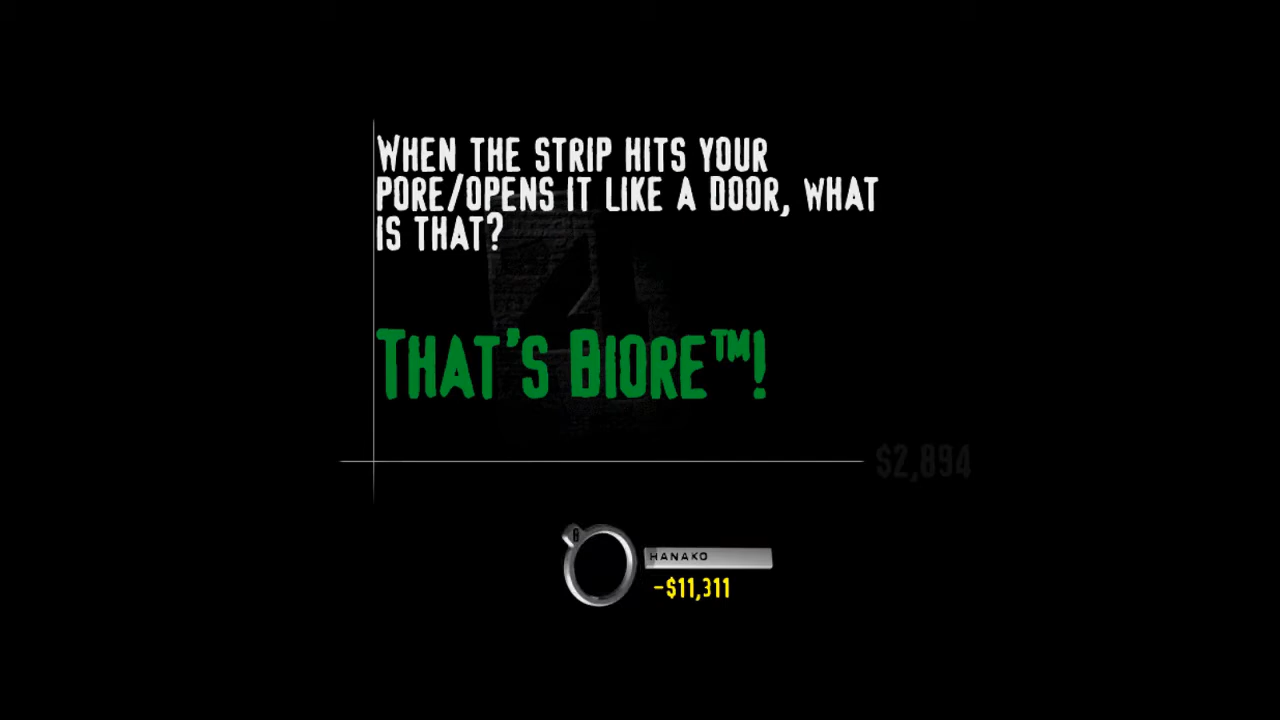 WHEN THE STRIP HITS YOUR
PORE/OPENS IT LIKE A DOOR, WHAT
IS THAT?
THAT'S BIORE™!
$2,894
6
HANAKO
-$11,311